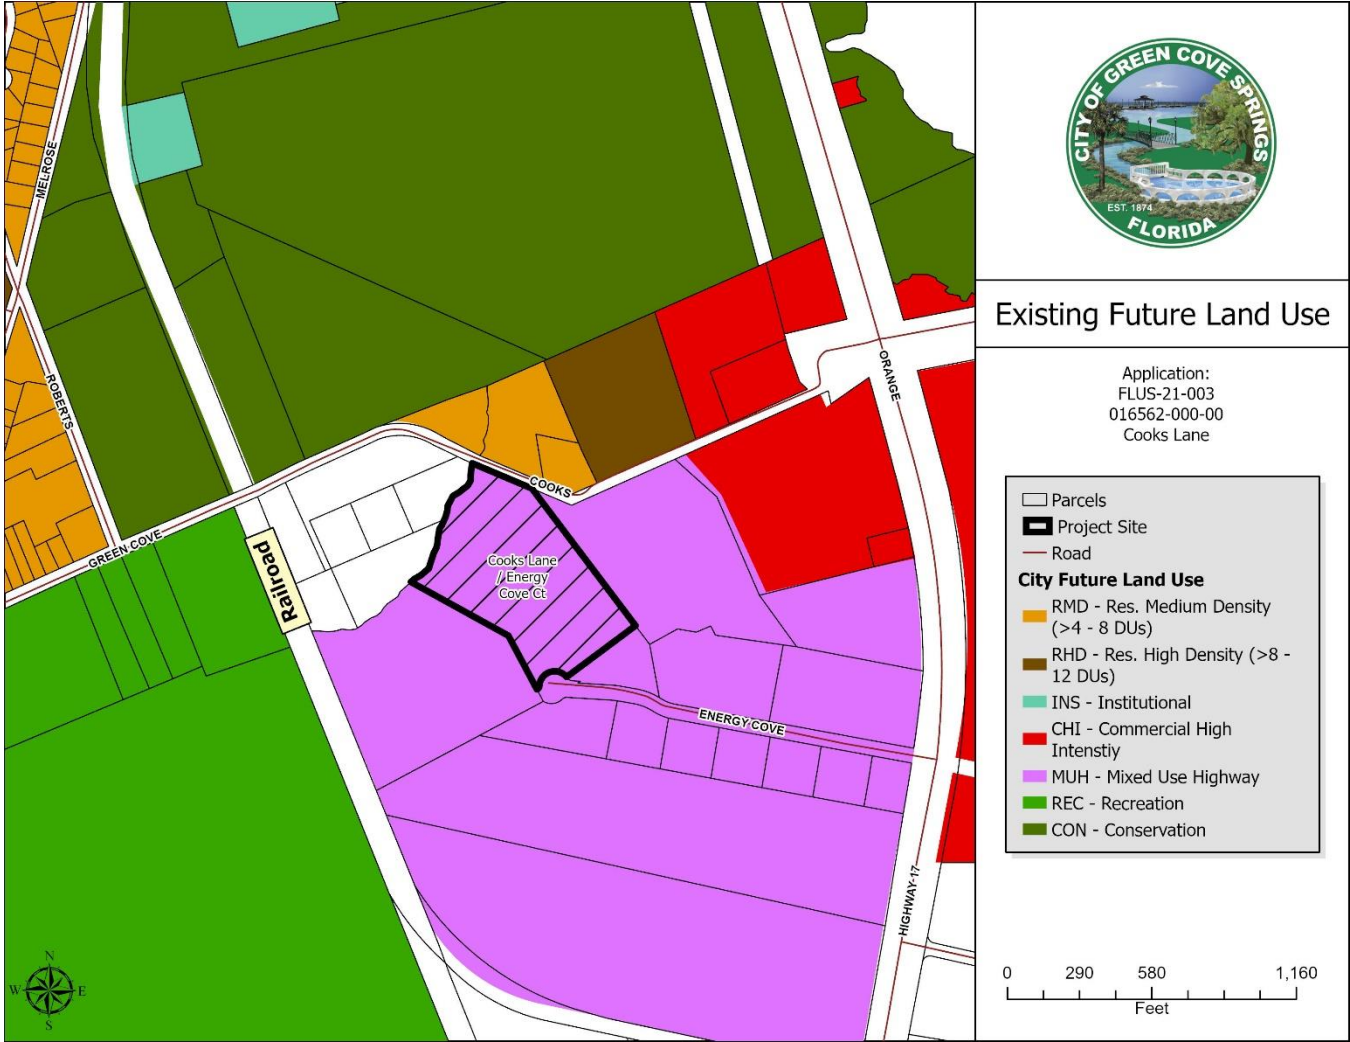 MELROSE
ROBERTS
GREEN COVE
Railroad
COOKS
Cooks Lane
/ Energy
Cove Ct
ENERGY COVE
ORANGE
HIGHWAY 17
N
W
E
S
CITY OF GREEN COVE SPRINGS
EST. 1874
FLORIDA
Existing Future Land Use
Application:
FLUS-21-003
016562-000-00
Cooks Lane
Parcels
Project Site
Road
City Future Land Use
RMD - Res. Medium Density
(>4 - 8 DUs)
RHD - Res. High Density (>8 -
12 DUs)
INS - Institutional
CHI - Commercial High
Intenstiy
MUH - Mixed Use Highway
REC - Recreation
CON - Conservation
0 290 580 1,160
Feet